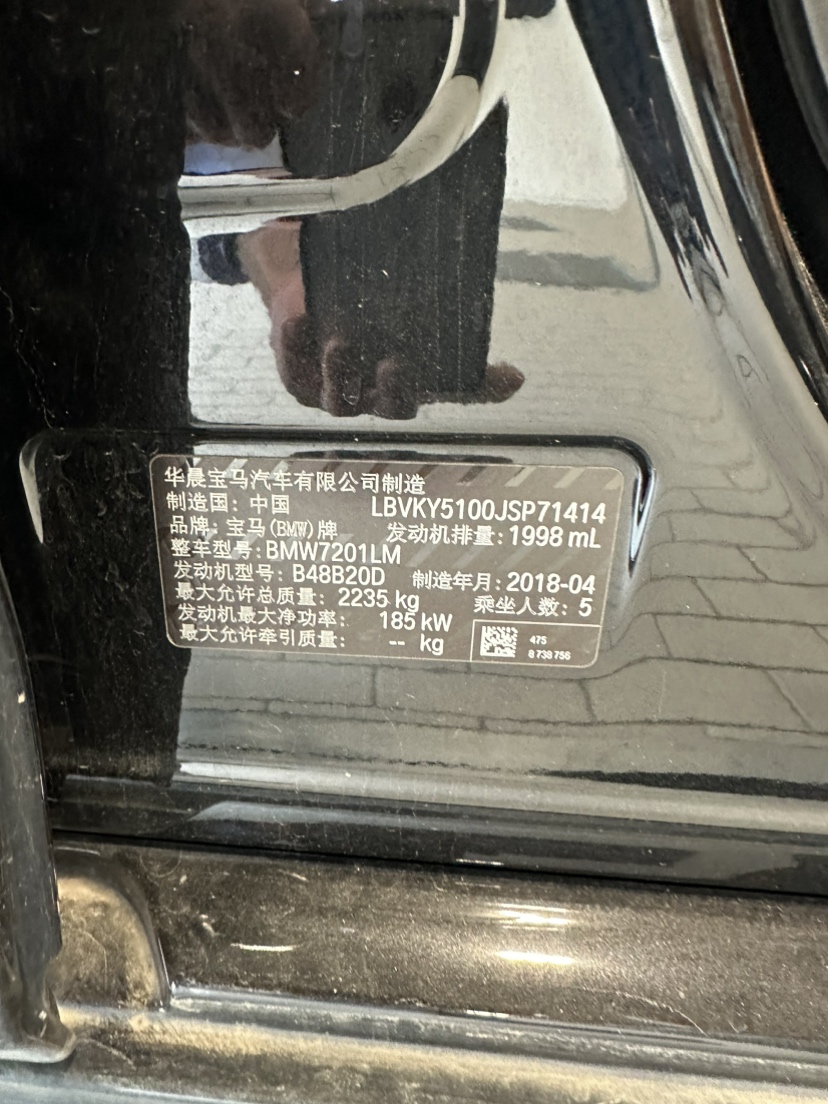 华晨宝马汽车有限公司制造
制造国：中国 LBVKY5100JSP71414
品牌：宝马(BMW)牌 发动机排量：1998 mL
整车型号：BMW7201LM
发动机型号：B48B20D 制造年月：2018-04
最大允许总质量：2235 kg 乘坐人数：5
发动机最大净功率：185 kW
最大允许牵引质量：-- kg
475
8 738 756